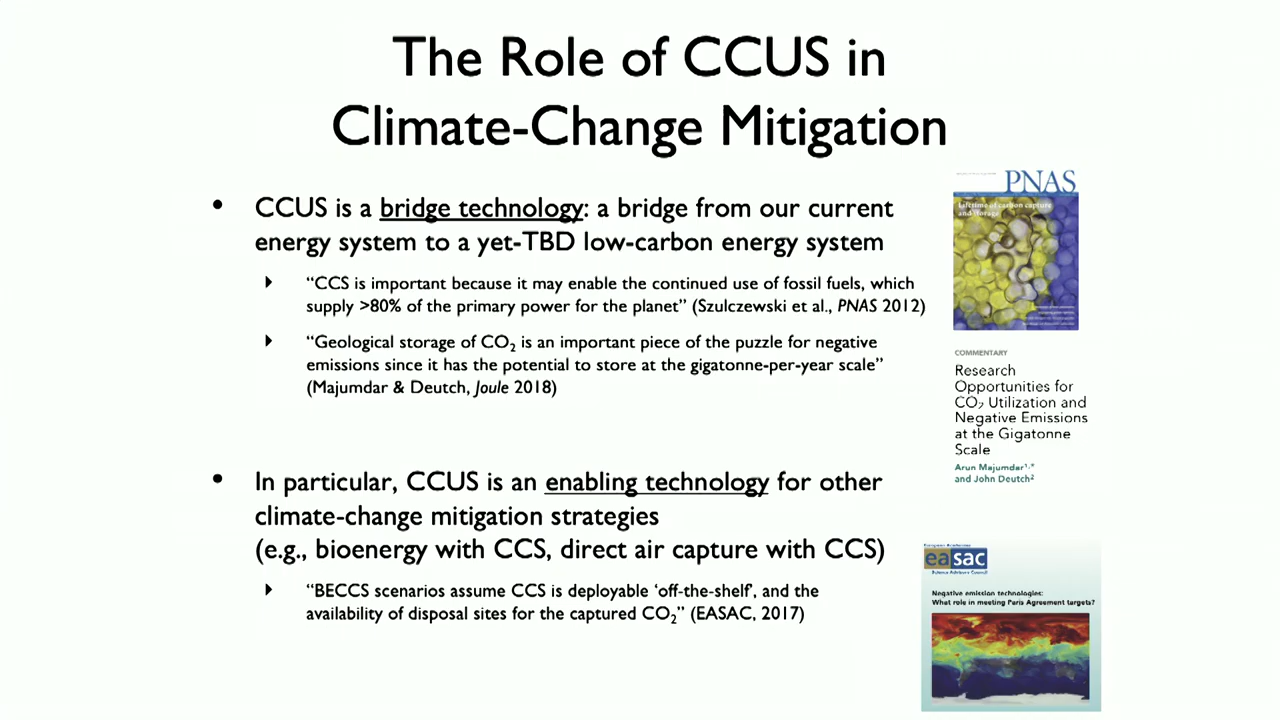 The Role of CCUS in
Climate-Change Mitigation
• CCUS is a bridge technology: a bridge from our current
energy system to a yet-TBD low-carbon energy system
“CCS is important because it may enable the continued use of fossil fuels, which
supply >80% of the primary power for the planet” (Szulczewski et al., PNAS 2012)
“Geological storage of CO₂ is an important piece of the puzzle for negative
emissions since it has the potential to store at the gigatonne-per-year scale”
(Majumdar & Deutch, Joule 2018)
• In particular, CCUS is an enabling technology for other
climate-change mitigation strategies
(e.g., bioenergy with CCS, direct air capture with CCS)
“BECCS scenarios assume CCS is deployable ‘off-the-shelf’, and the
availability of disposal sites for the captured CO₂” (EASAC, 2017)
PNAS
Lifetime of carbon capture
and storage
COMMENTARY
Research
Opportunities for
CO₂ Utilization and
Negative Emissions
at the Gigatonne
Scale
Arun Majumdar¹,*
and John Deutch²
easac
Science Advisory Council
Negative emission technologies:
What role in meeting Paris Agreement targets?